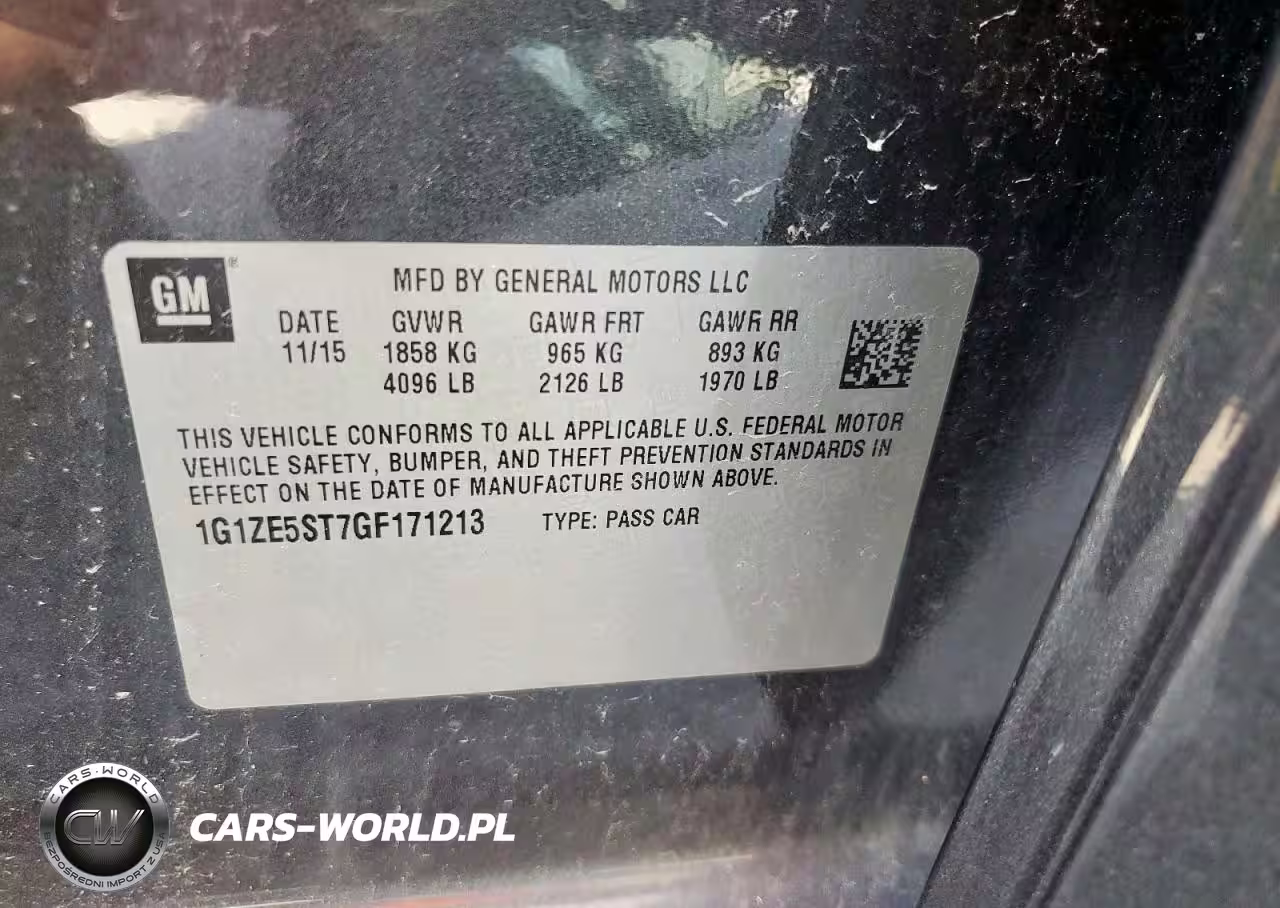 GM®
MFD BY GENERAL MOTORS LLC
DATE GVWR GAWR FRT GAWR RR
11/15 1858 KG 965 KG 893 KG
4096 LB 2126 LB 1970 LB
THIS VEHICLE CONFORMS TO ALL APPLICABLE U.S. FEDERAL MOTOR
VEHICLE SAFETY, BUMPER, AND THEFT PREVENTION STANDARDS IN
EFFECT ON THE DATE OF MANUFACTURE SHOWN ABOVE.
1G1ZE5ST7GF171213 TYPE: PASS CAR
CARS-WORLD
CW
BEZPOŚREDNI IMPORT Z USA
CARS-WORLD.PL